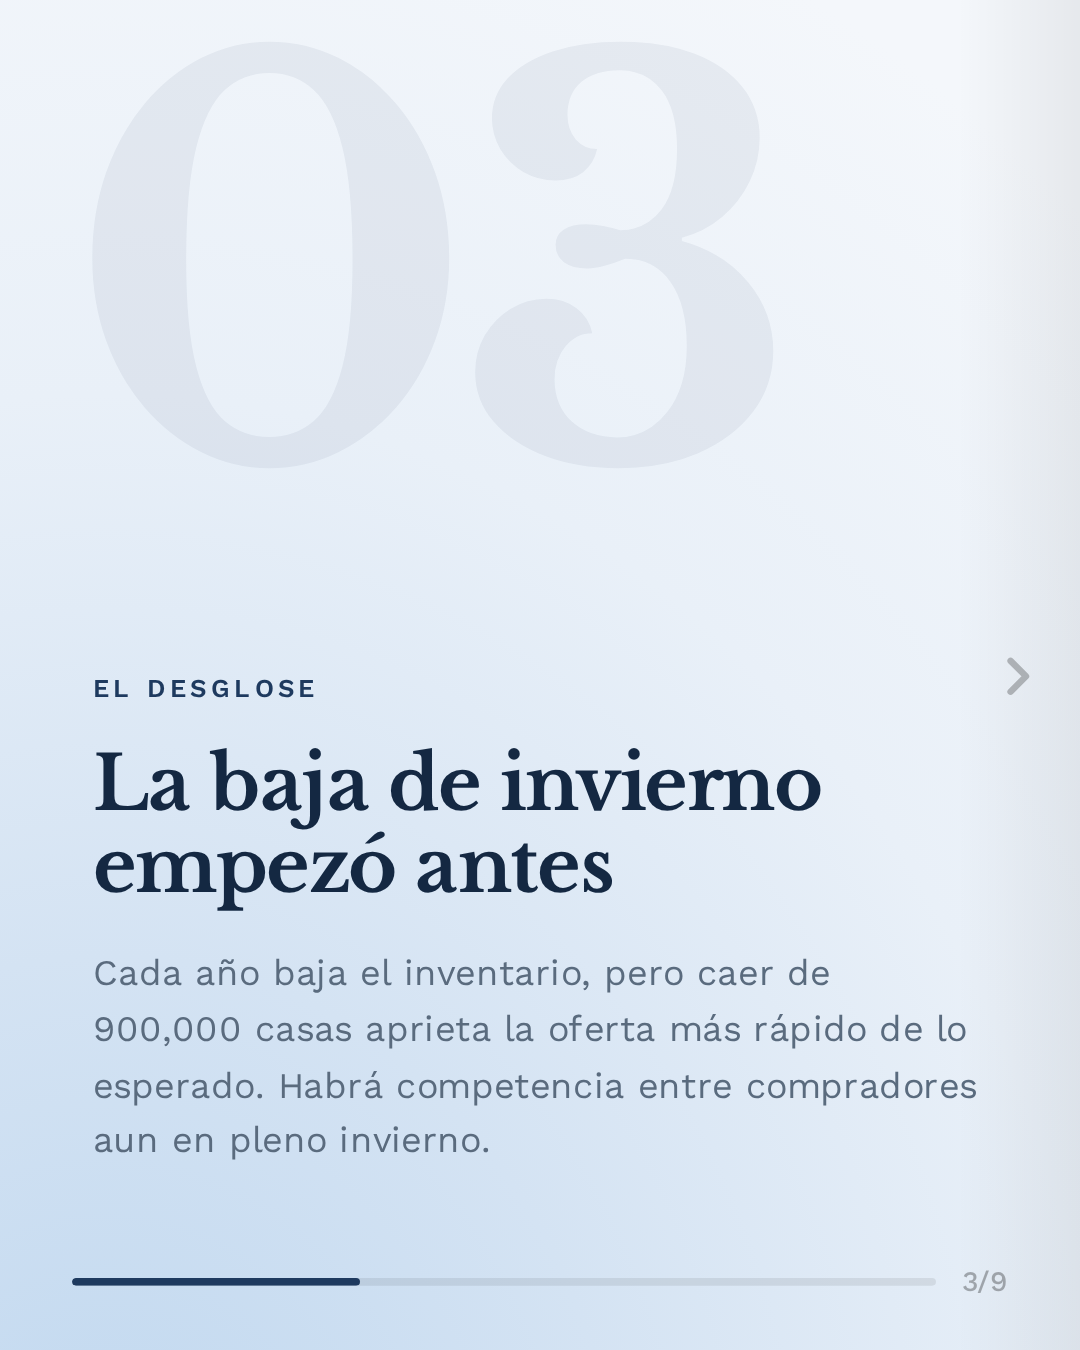 03
EL DESGLOSE
La baja de invierno
empezó antes
Cada año baja el inventario, pero caer de
900,000 casas aprieta la oferta más rápido de lo
esperado. Habrá competencia entre compradores
aun en pleno invierno.
3/9